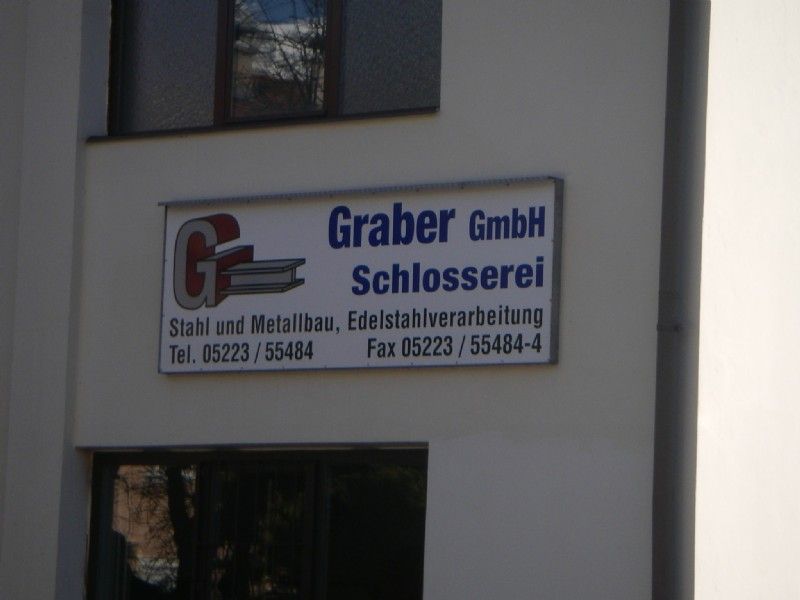 G
Graber GmbH
Schlosserei
Stahl und Metallbau, Edelstahlverarbeitung
Tel. 05223 / 55484 Fax 05223 / 55484-4